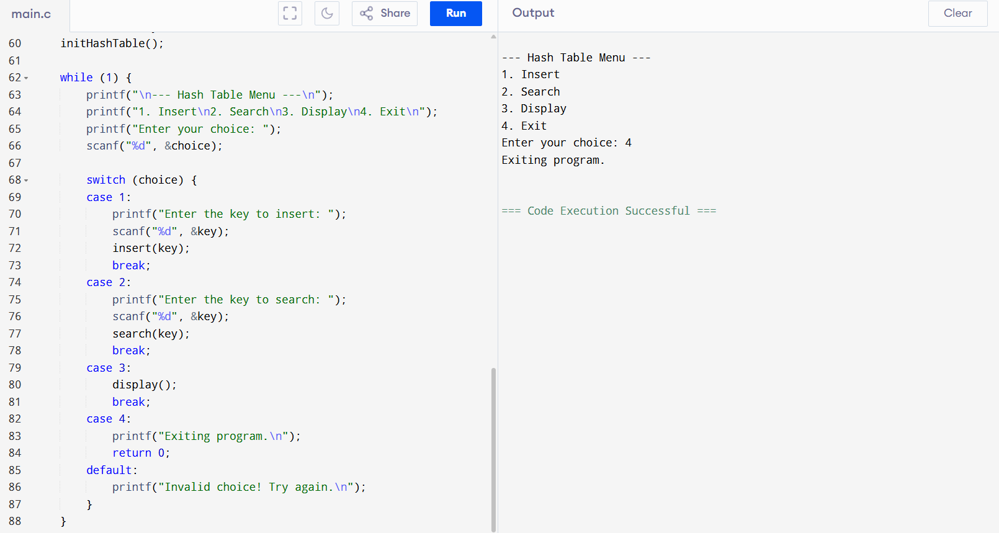 main.c
Share
Run
Output
Clear
60 initHashTable();
61
62 while (1) {
63 printf("\n--- Hash Table Menu ---\n");
64 printf("1. Insert\n2. Search\n3. Display\n4. Exit\n");
65 printf("Enter your choice: ");
66 scanf("%d", &choice);
67
68 switch (choice) {
69 case 1:
70 printf("Enter the key to insert: ");
71 scanf("%d", &key);
72 insert(key);
73 break;
74 case 2:
75 printf("Enter the key to search: ");
76 scanf("%d", &key);
77 search(key);
78 break;
79 case 3:
80 display();
81 break;
82 case 4:
83 printf("Exiting program.\n");
84 return 0;
85 default:
86 printf("Invalid choice! Try again.\n");
87 }
88 }
--- Hash Table Menu ---
1. Insert
2. Search
3. Display
4. Exit
Enter your choice: 4
Exiting program.
=== Code Execution Successful ===